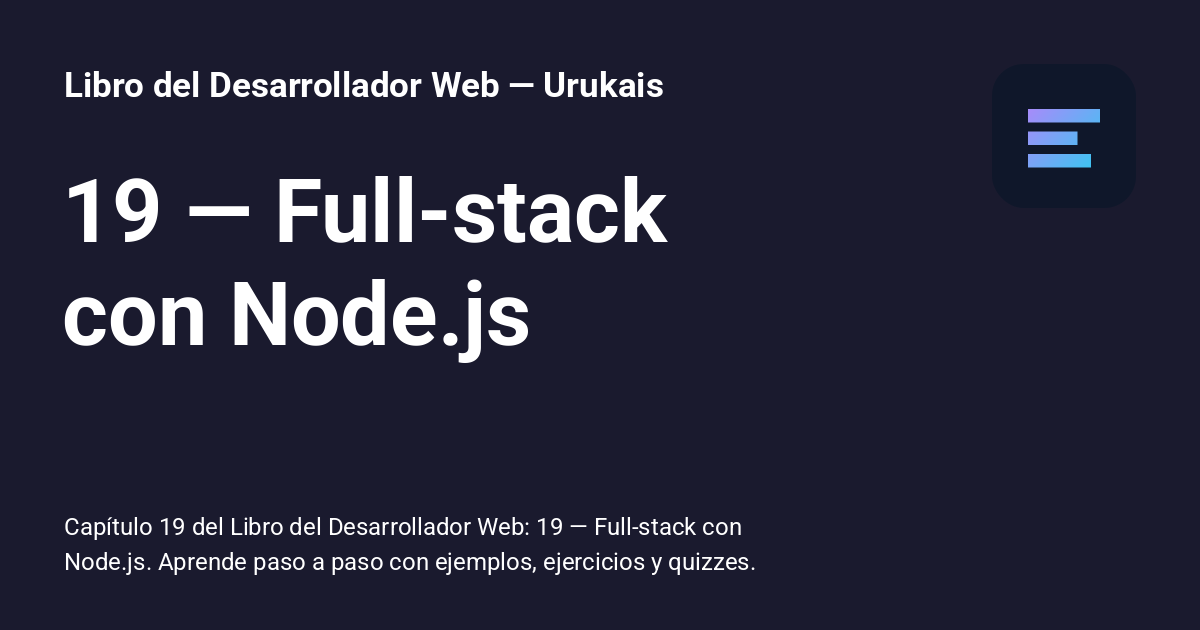 Libro del Desarrollador Web — Urukais
19 — Full-stack
con Node.js
Capítulo 19 del Libro del Desarrollador Web: 19 — Full-stack con
Node.js. Aprende paso a paso con ejemplos, ejercicios y quizzes.